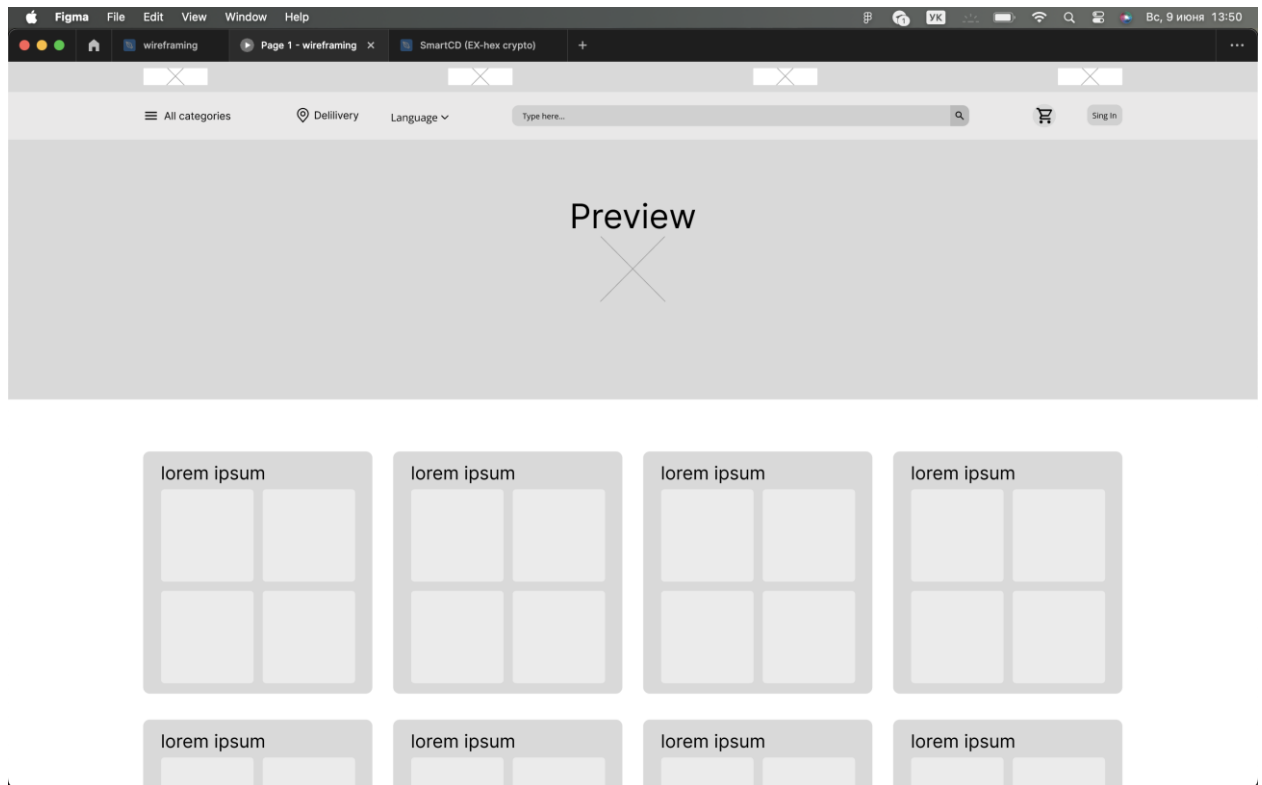 Figma File Edit View Window Help УК Вс, 9 июня 13:50
wireframing Page 1 - wireframing × SmartCD (EX-hex crypto) + ...
All categories Delilivery Language Type here... Sing In
Preview
lorem ipsum lorem ipsum lorem ipsum lorem ipsum
lorem ipsum lorem ipsum lorem ipsum lorem ipsum